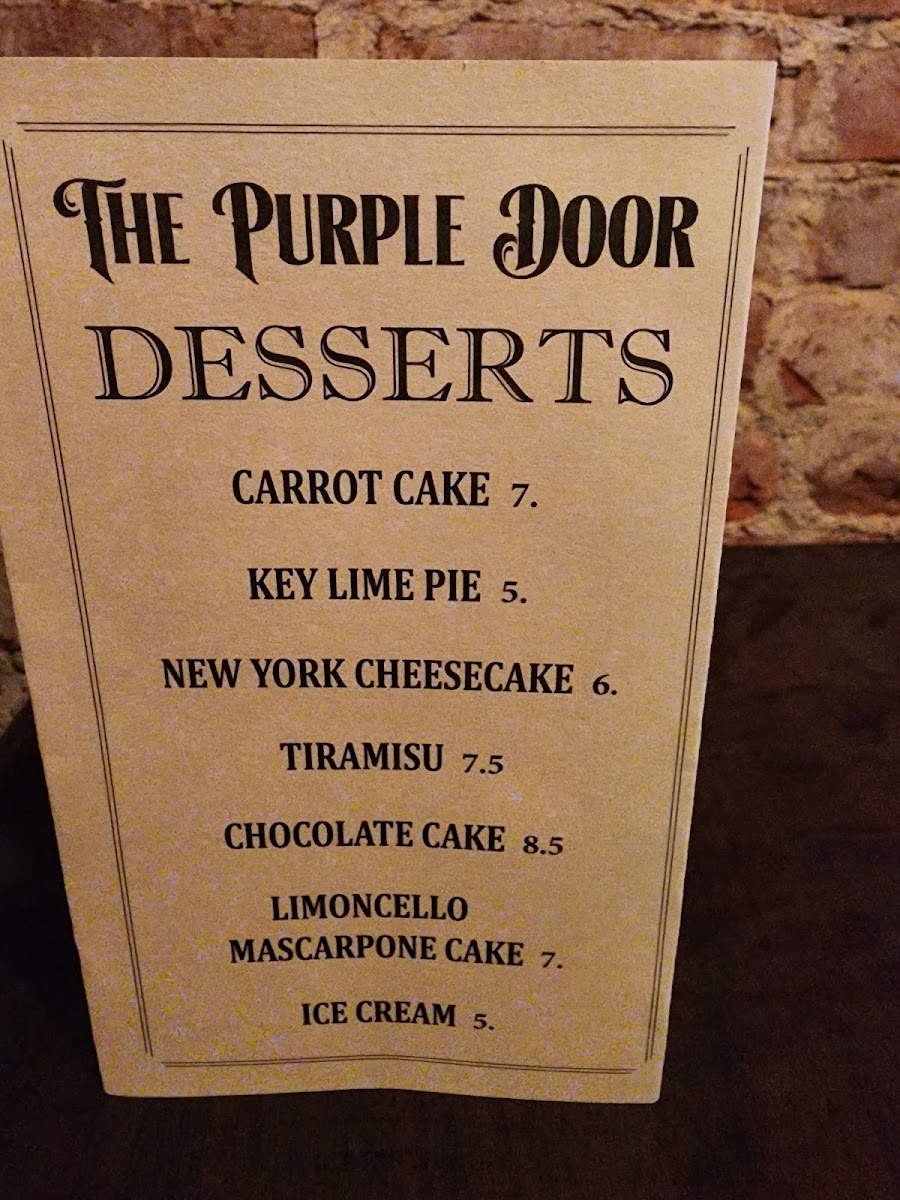 THE PURPLE DOOR
DESSERTS
CARROT CAKE 7.
KEY LIME PIE 5.
NEW YORK CHEESECAKE 6.
TIRAMISU 7.5
CHOCOLATE CAKE 8.5
LIMONCELLO
MASCARPONE CAKE 7.
ICE CREAM 5.